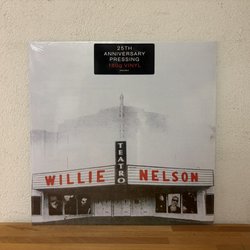 25TH
ANNIVERSARY
PRESSING
180g VINYL
TEATRO
WILLIE NELSON